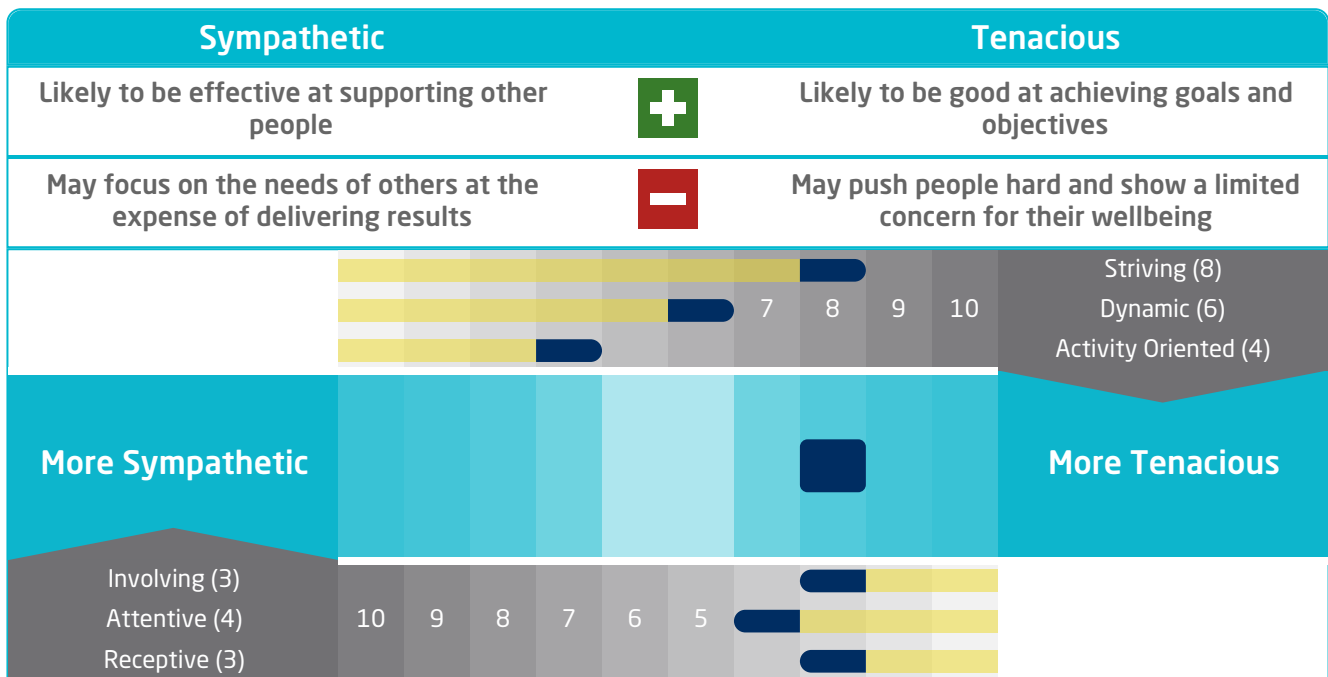 Sympathetic
Tenacious
Likely to be effective at supporting other
people
Likely to be good at achieving goals and
objectives
May focus on the needs of others at the
expense of delivering results
May push people hard and show a limited
concern for their wellbeing
Striving (8)
7 8 9 10
Dynamic (6)
Activity Oriented (4)
More Sympathetic
More Tenacious
Involving (3)
Attentive (4)
10 9 8 7 6 5
Receptive (3)